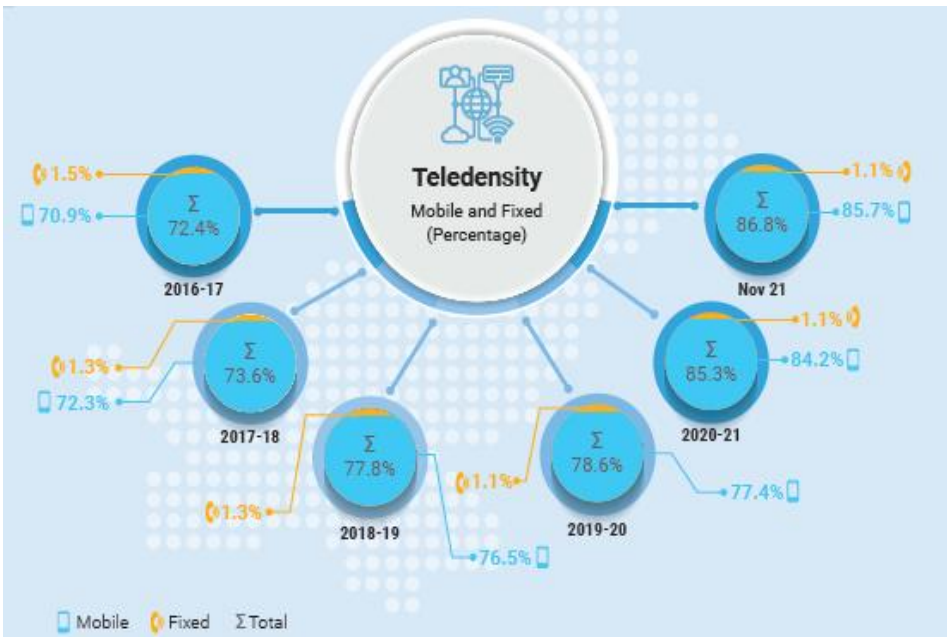 Teledensity
Mobile and Fixed
(Percentage)
1.5%
70.9%
Σ
72.4%
2016-17
1.3%
72.3%
Σ
73.6%
2017-18
1.3%
Σ
77.8%
76.5%
2018-19
1.1%
Σ
78.6%
77.4%
2019-20
1.1%
Σ
85.3%
84.2%
2020-21
1.1%
Σ
86.8%
85.7%
Nov 21
Mobile Fixed ΣTotal